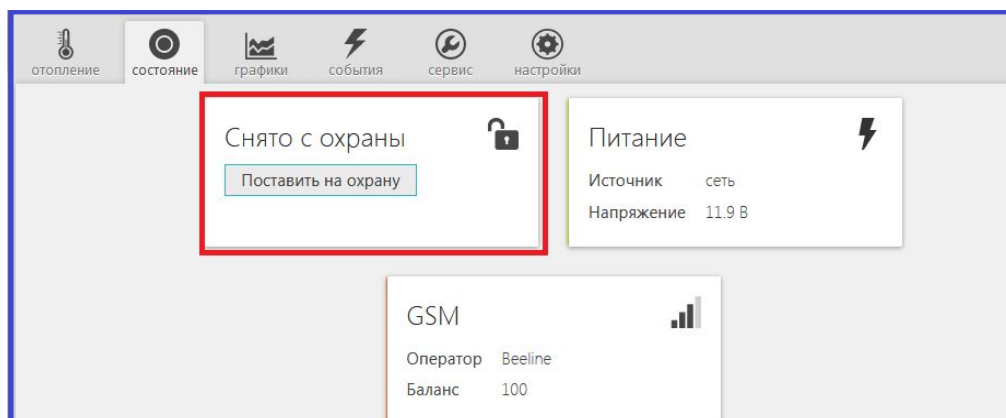 отопление состояние графики события сервис настройки
Снято с охраны
Поставить на охрану
Питание
Источник сеть
Напряжение 11.9 В
GSM
Оператор Beeline
Баланс 100